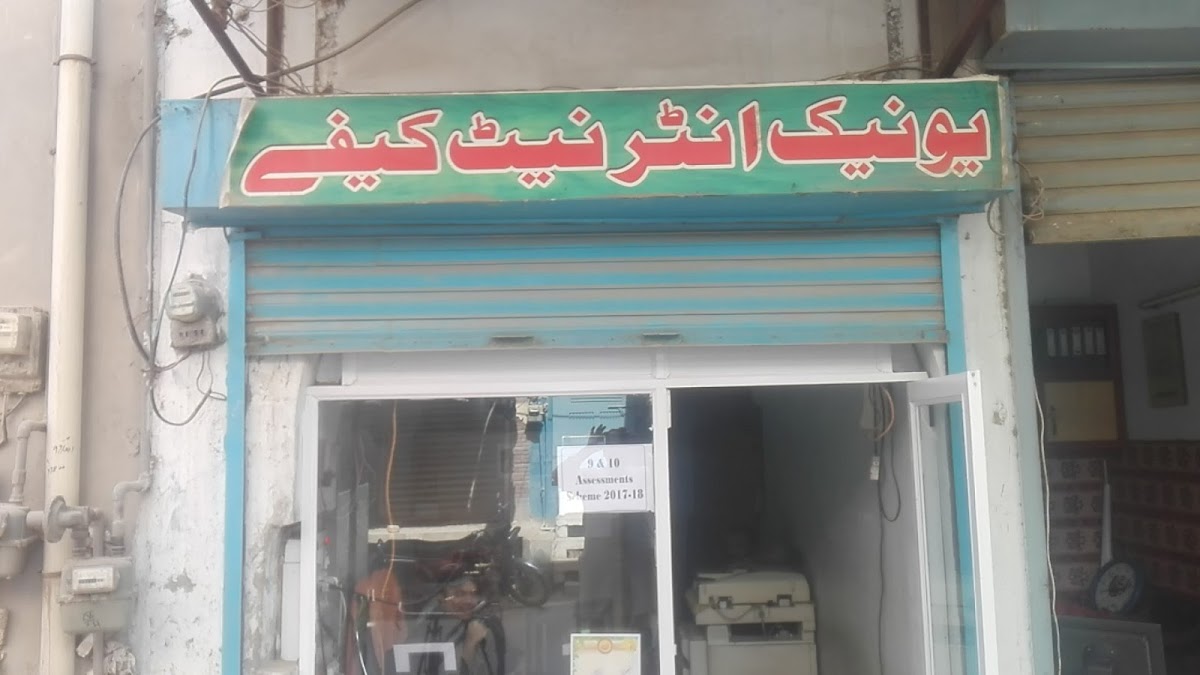 یونیک انٹرنیٹ کیفے
9 & 10
Assessments
Scheme 2017-18